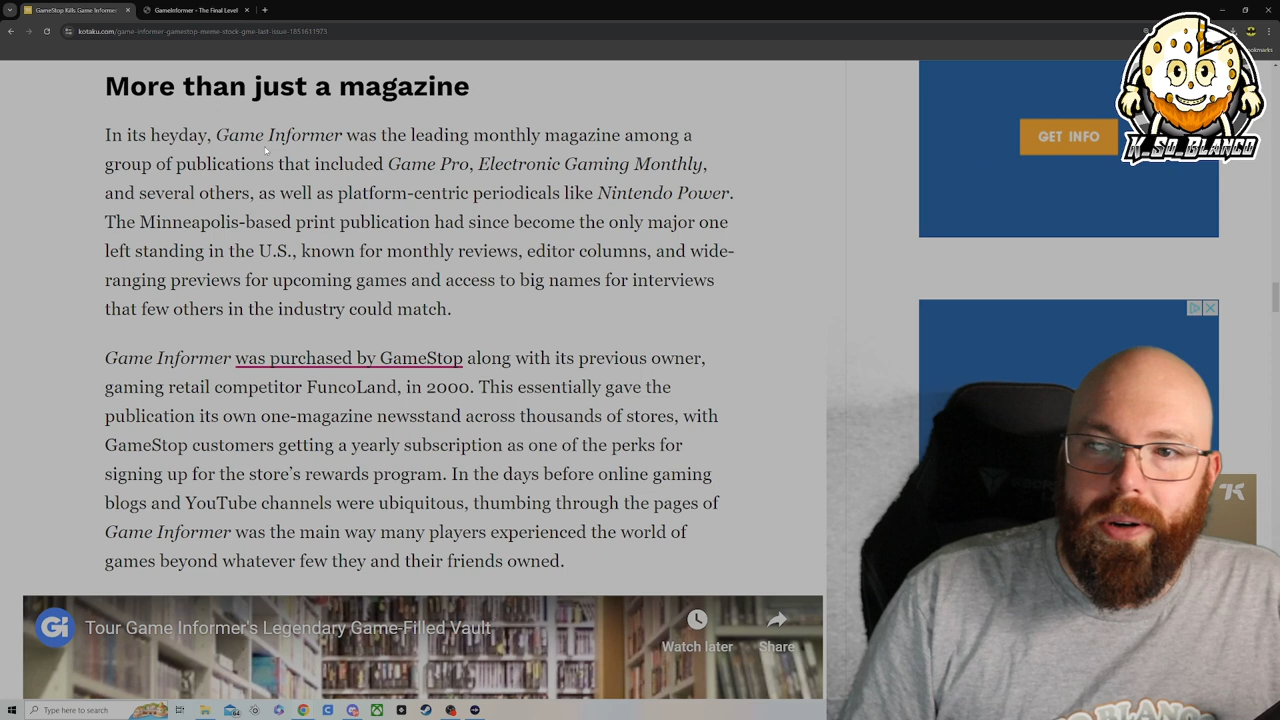 GameStop Kills Game Informer
GameInformer - The Final Level
kotaku.com/game-informer-gamestop-meme-stock-gme-last-issue-1851611973
K_So_Blanco
More than just a magazine
In its heyday, Game Informer was the leading monthly magazine among a
group of publications that included Game Pro, Electronic Gaming Monthly,
and several others, as well as platform-centric periodicals like Nintendo Power.
The Minneapolis-based print publication had since become the only major one
left standing in the U.S., known for monthly reviews, editor columns, and wide-
ranging previews for upcoming games and access to big names for interviews
that few others in the industry could match.
Game Informer was purchased by GameStop along with its previous owner,
gaming retail competitor FuncoLand, in 2000. This essentially gave the
publication its own one-magazine newsstand across thousands of stores, with
GameStop customers getting a yearly subscription as one of the perks for
signing up for the store's rewards program. In the days before online gaming
blogs and YouTube channels were ubiquitous, thumbing through the pages of
Game Informer was the main way many players experienced the world of
games beyond whatever few they and their friends owned.
GET INFO
Gi
Tour Game Informer's Legendary Game-Filled Vault
Watch later
Share
Type here to search